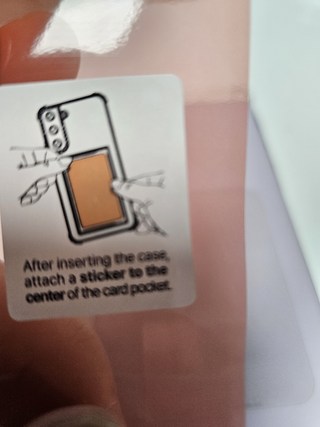 After inserting the case,
attach a sticker to the
center of the card pocket.